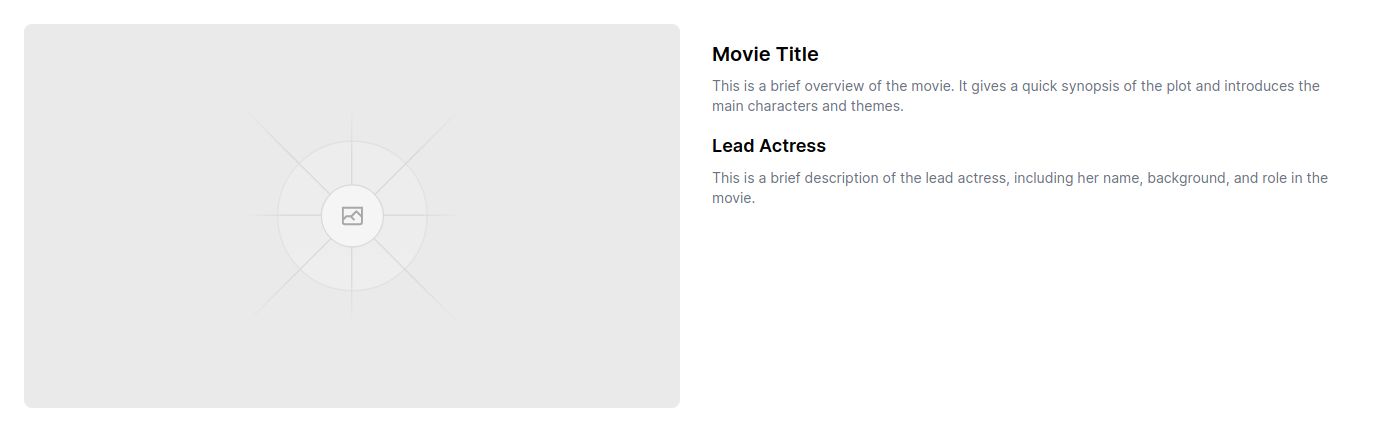 Movie Title
This is a brief overview of the movie. It gives a quick synopsis of the plot and introduces the
main characters and themes.
Lead Actress
This is a brief description of the lead actress, including her name, background, and role in the
movie.